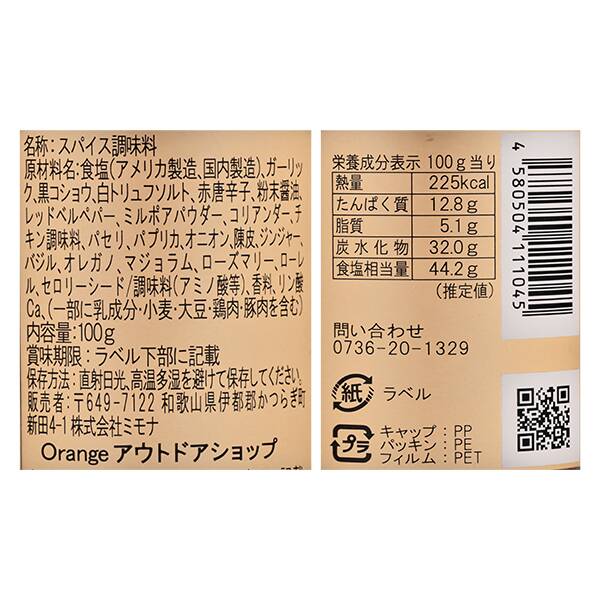 名称:スパイス調味料
原材料名:食塩(アメリカ製造、国内製造)、ガーリッ
ク、黒コショウ、白トリュフソルト、赤唐辛子、粉末醤油、
レッドベルペパー、ミルポアパウダー、コリアンダー、チ
キン調味料、パセリ、パプリカ、オニオン、陳皮、ジンジャー、
バジル、オレガノ、マジョラム、ローズマリー、ローレ
ル、セロリーシード/調味料(アミノ酸等)、香料、リン酸
Ca、(一部に乳成分・小麦・大豆・鶏肉・豚肉を含む)
内容量:100g
賞味期限:ラベル下部に記載
保存方法:直射日光、高温多湿を避けて保存してください。
販売者:〒649-7122 和歌山県伊都郡かつらぎ町
新田4-1 株式会社ミモナ
Orange アウトドアショップ
栄養成分表示 100g当り
熱量 225kcal
たんぱく質 12.8g
脂質 5.1g
炭水化物 32.0g
食塩相当量 44.2g
(推定値)
問い合わせ
0736-20-1329
紙 ラベル
プラ キャップ:PP
パッキン:PE
フィルム:PET
4 580504 111045